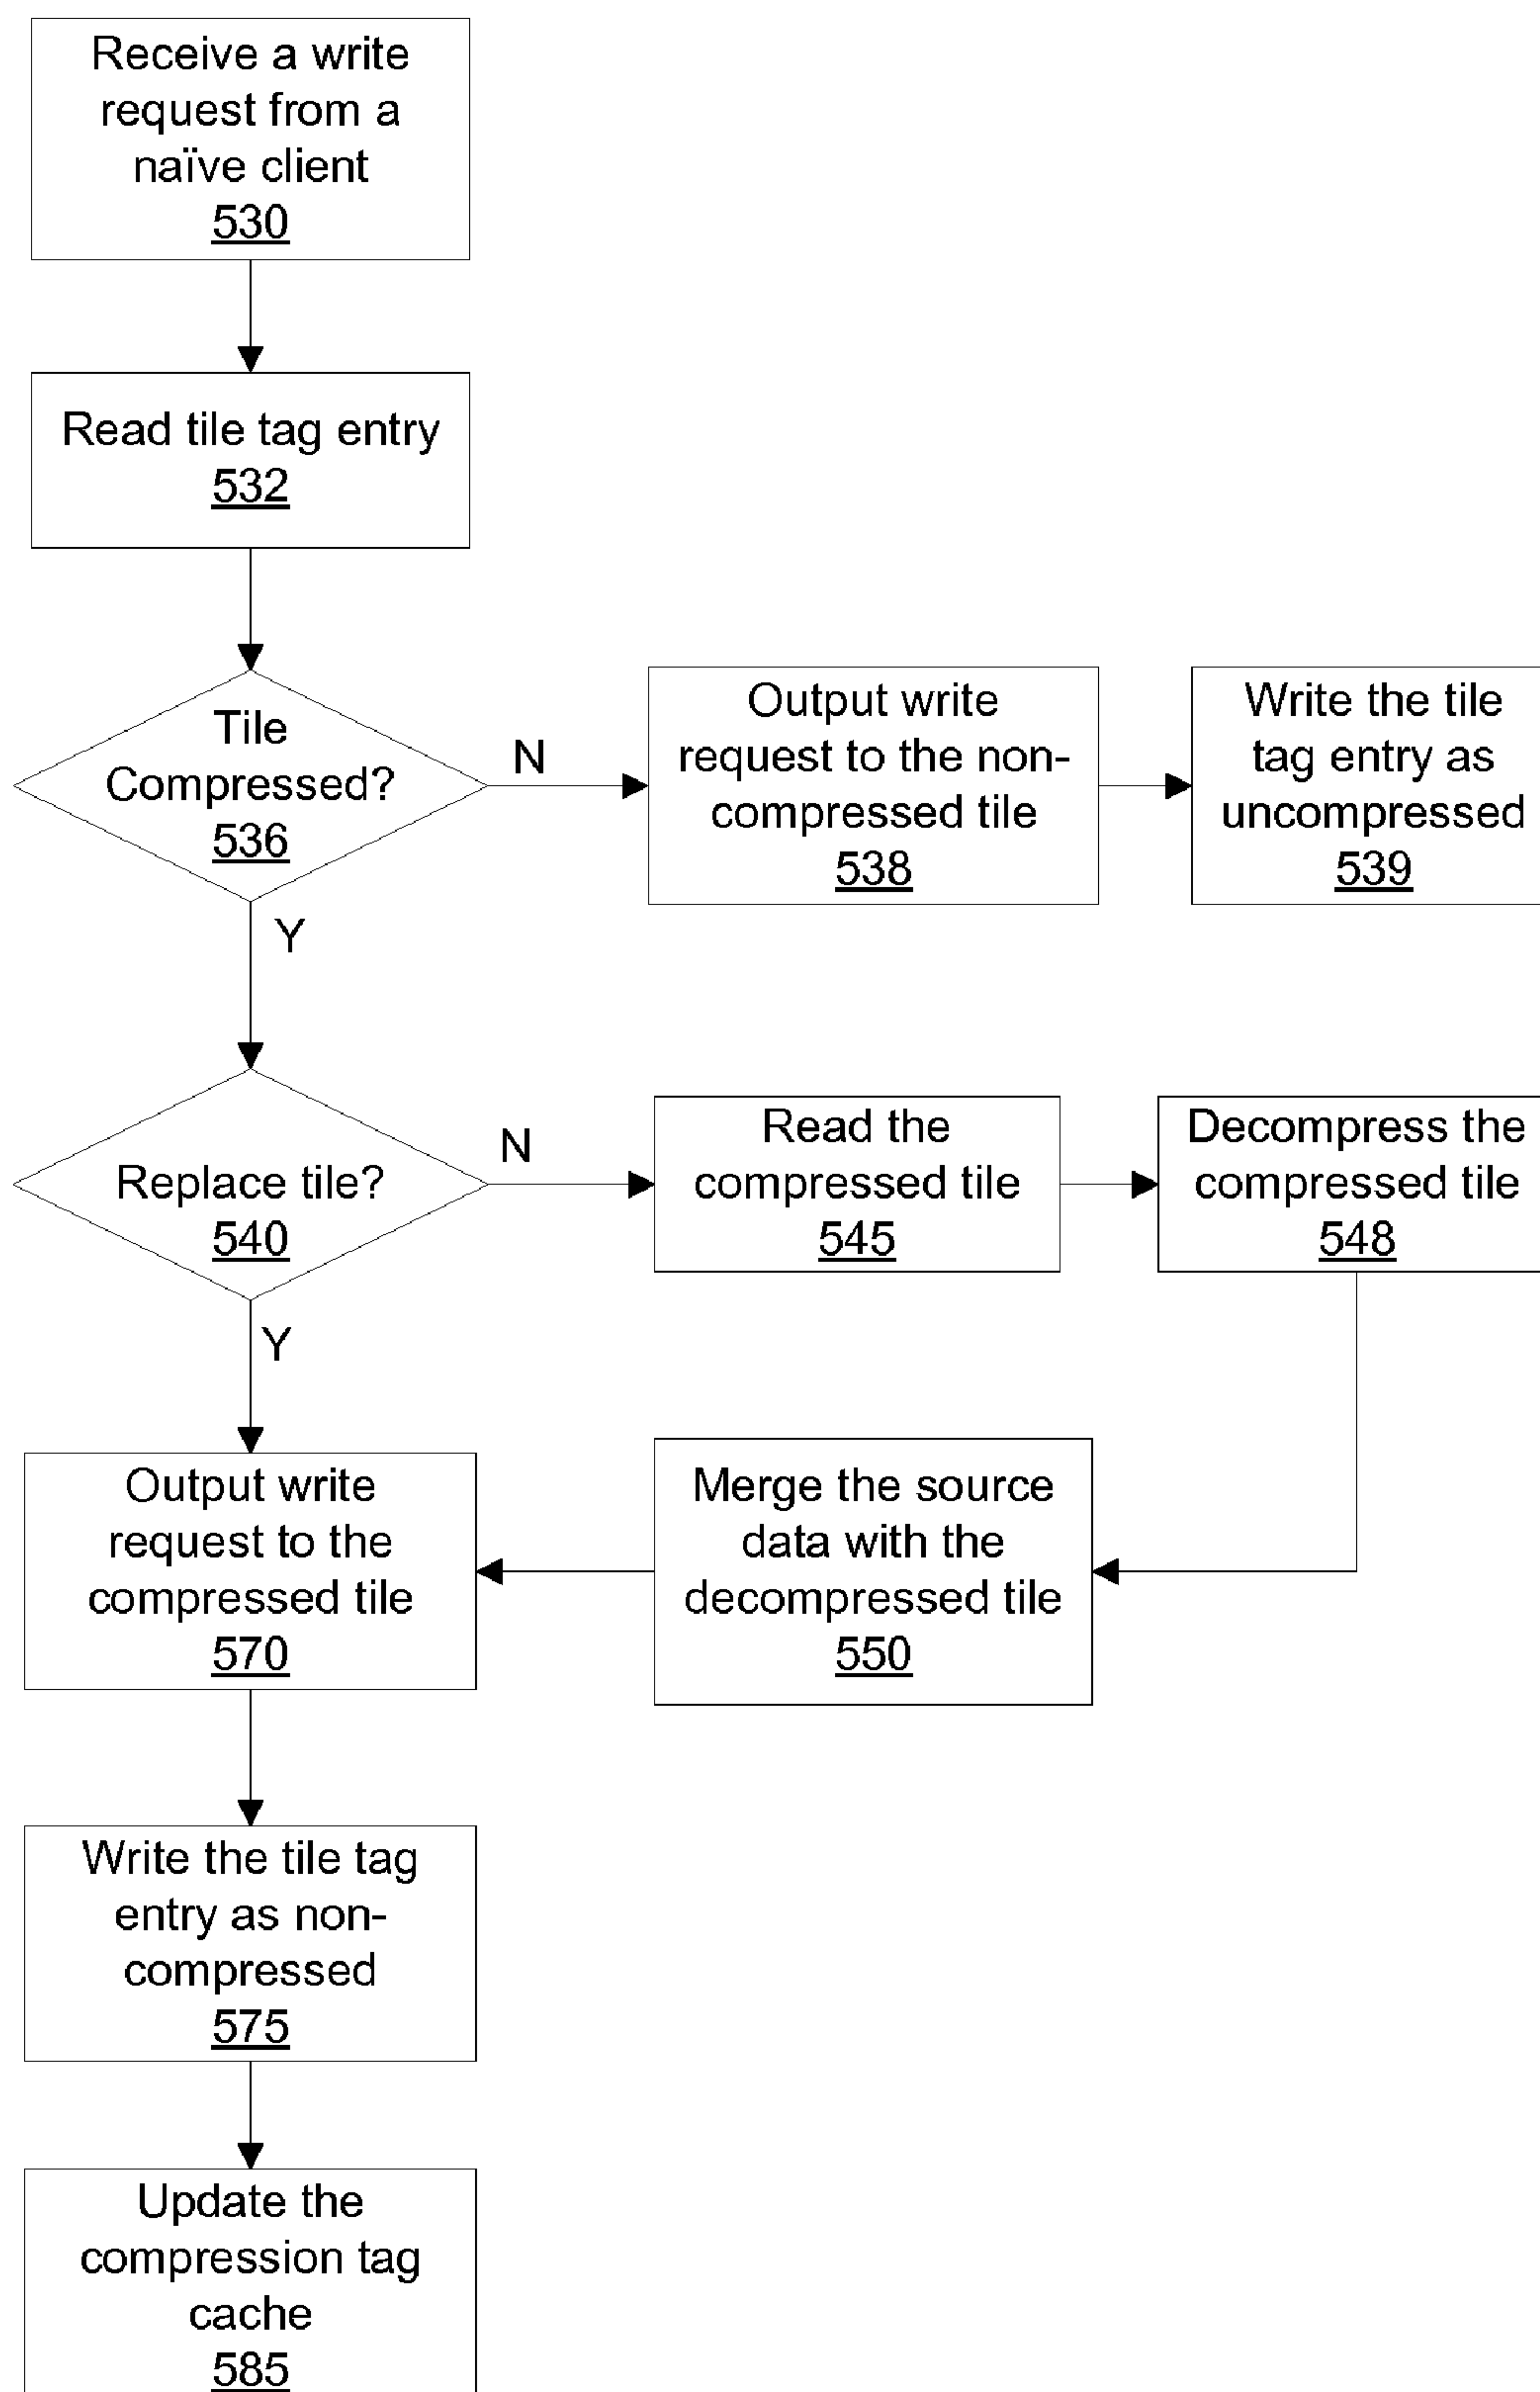 Receive a write
request from a
naïve client
530
Read tile tag entry
532
Tile
Compressed?
536
N
Output write
request to the non-
compressed tile
538
Write the tile
tag entry as
uncompressed
539
Y
Replace tile?
540
N
Read the
compressed tile
545
Decompress the
compressed tile
548
Y
Output write
request to the
compressed tile
570
Merge the source
data with the
decompressed tile
550
Write the tile tag
entry as non-
compressed
575
Update the
compression tag
cache
585